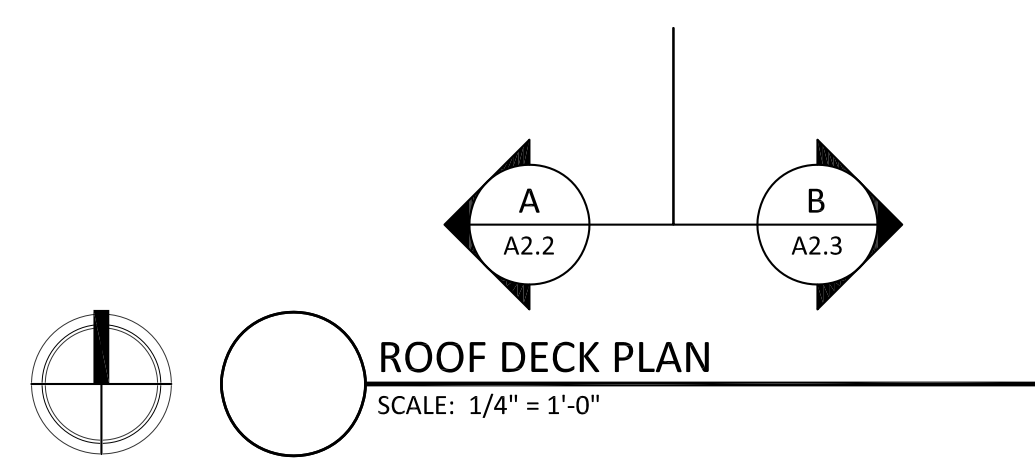 A
A2.2
B
A2.3
ROOF DECK PLAN
SCALE: 1/4" = 1'-0"